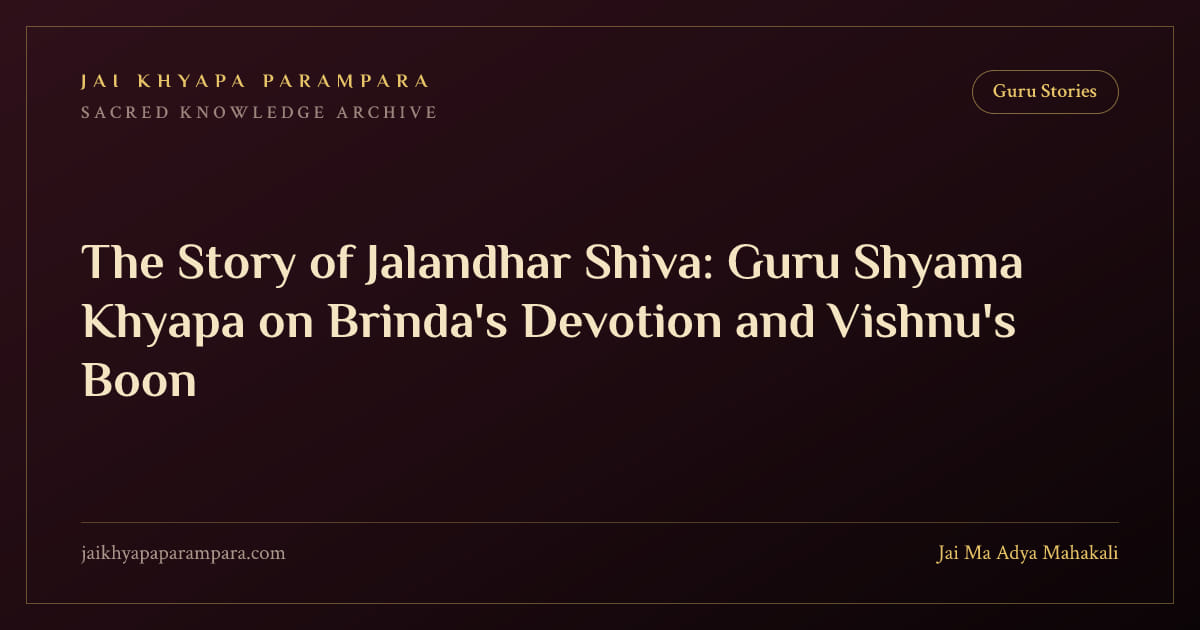 JAI KHYAPA PARAMPARA
SACRED KNOWLEDGE ARCHIVE
Guru Stories
The Story of Jalandhar Shiva: Guru Shyama
Khyapa on Brinda's Devotion and Vishnu's
Boon
jaikhyapaparampara.com
Jai Ma Adya Mahakali